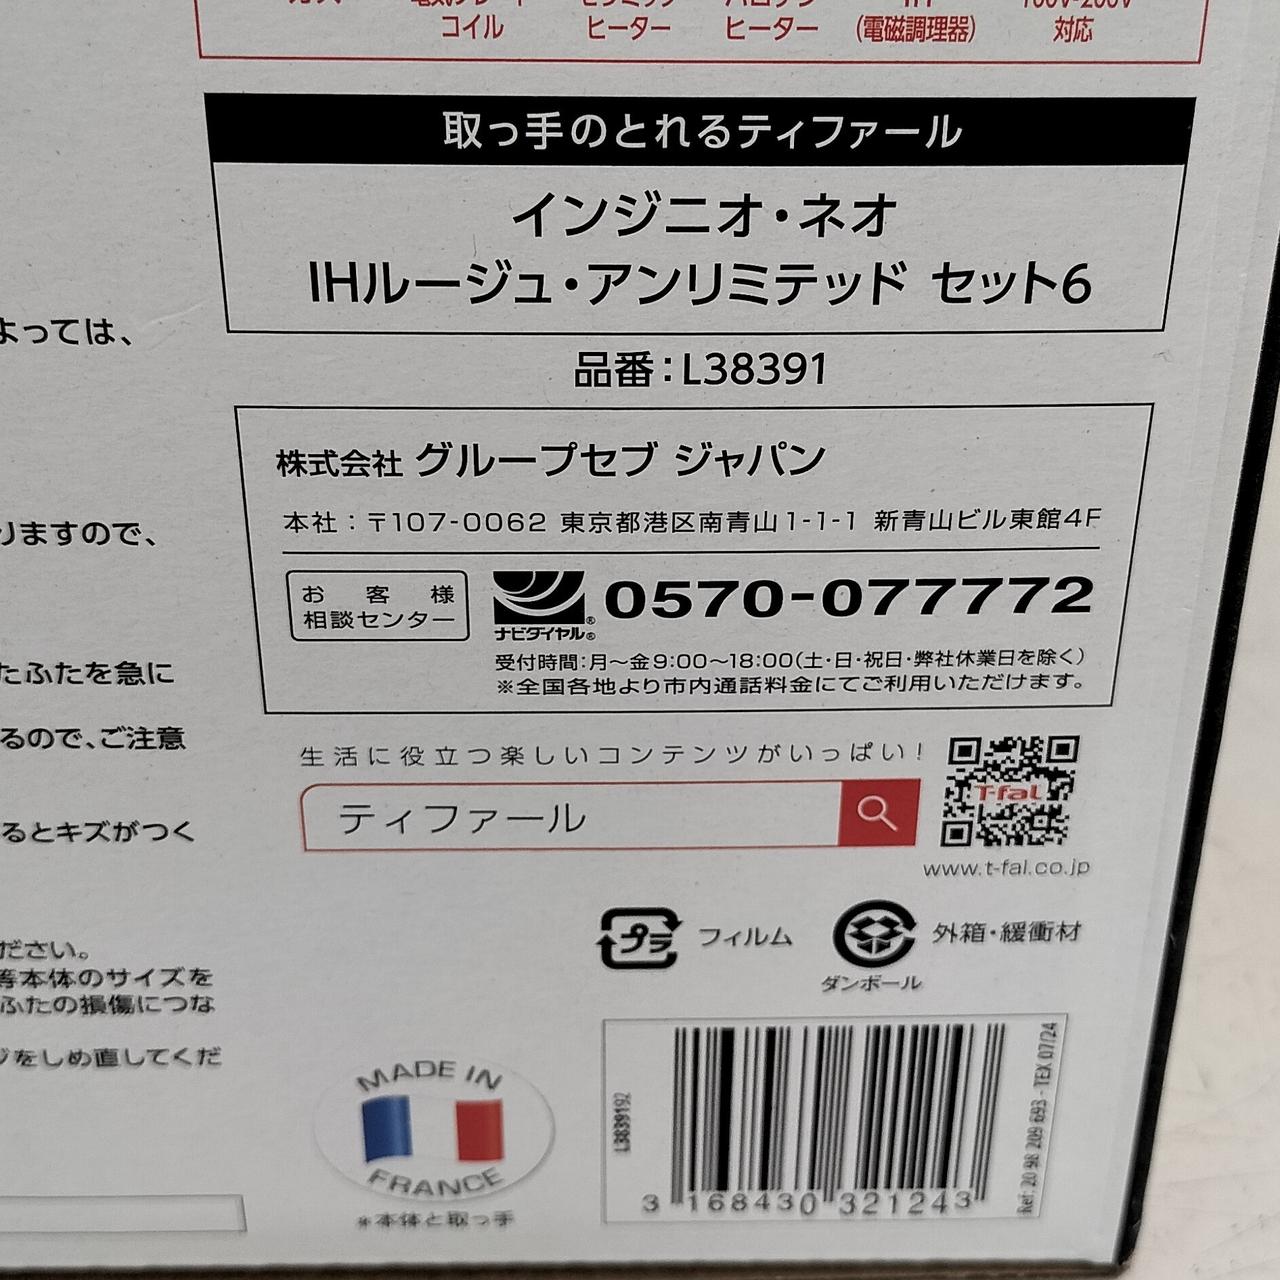 コイル
ヒーター
ヒーター
(電磁調理器)
100V-200V
対応
取っ手のとれるティファール
インジニオ・ネオ
IHルージュ・アンリミテッド セット6
品番:L38391
株式会社 グループセブ ジャパン
本社:〒107-0062 東京都港区南青山1-1-1 新青山ビル東館4F
お客様
相談センター
ナビダイヤル®
0570-077772
受付時間:月〜金9:00〜18:00(土・日・祝日・弊社休業日を除く)
※全国各地より市内通話料金にてご利用いただけます。
生活に役立つ楽しいコンテンツがいっぱい!
ティファール
T-fal
www.t-fal.co.jp
プラ
フィルム
ダンボール
外箱・緩衝材
MADE IN
FRANCE
※本体と取っ手
L3839192
3 168430 321243
Ref: 20 98 209 693 - TEX 07/24
よっては、
りますので、
たふたを急に
るので、ご注意
るとキズがつく
ださい。
等本体のサイズを
ふたの損傷につな
ジをしめ直してくだ